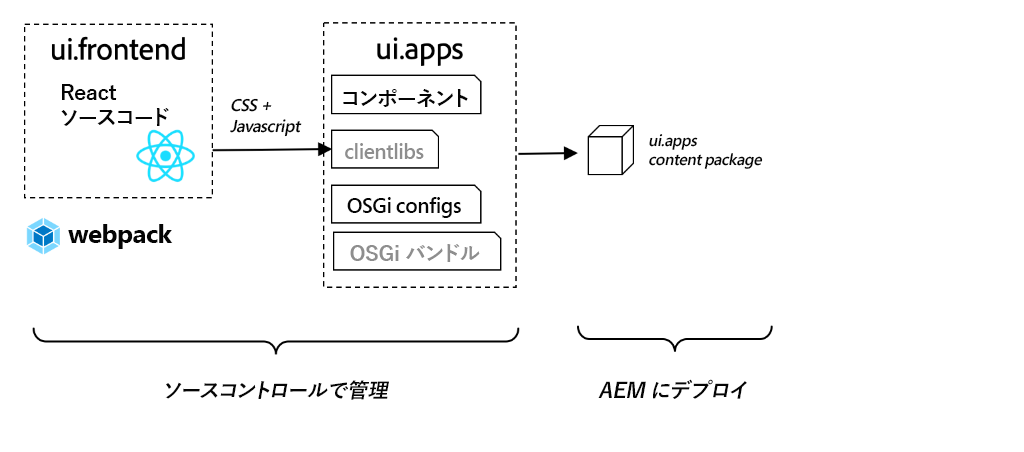 ui.frontend
React
ソースコード
webpack
CSS +
Javascript
ui.apps
コンポーネント
clientlibs
OSGi configs
OSGi バンドル
ui.apps
content package
ソースコントロールで管理
AEM にデプロイ